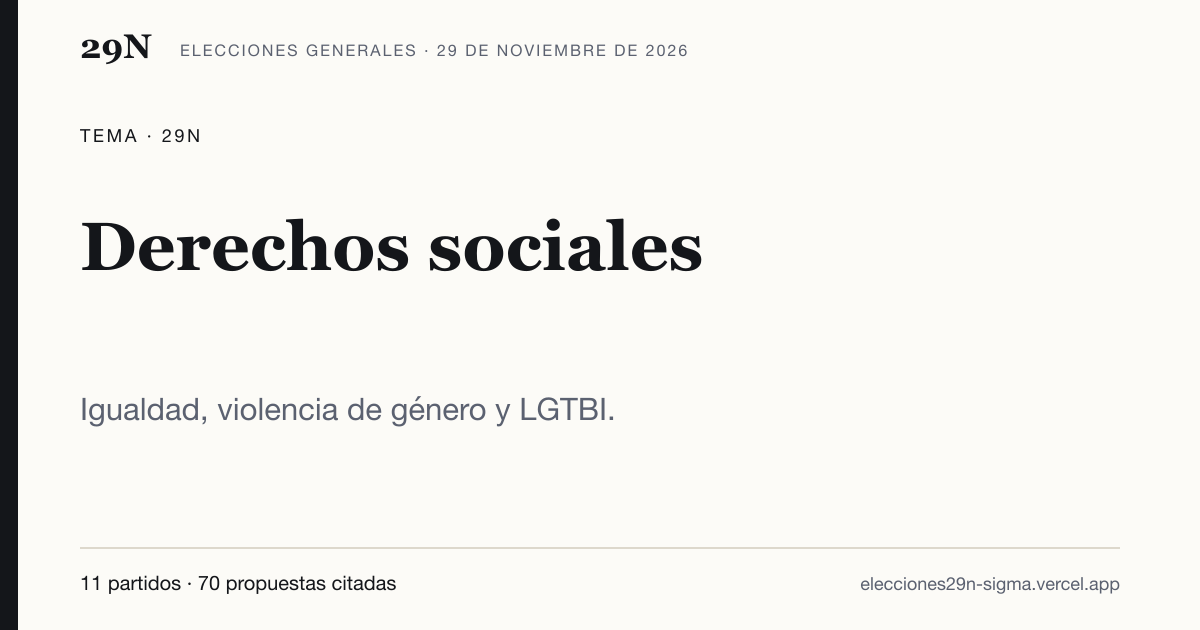 29N ELECCIONES GENERALES · 29 DE NOVIEMBRE DE 2026
TEMA · 29N
Derechos sociales
Igualdad, violencia de género y LGTBI.
11 partidos · 70 propuestas citadas
elecciones29n-sigma.vercel.app